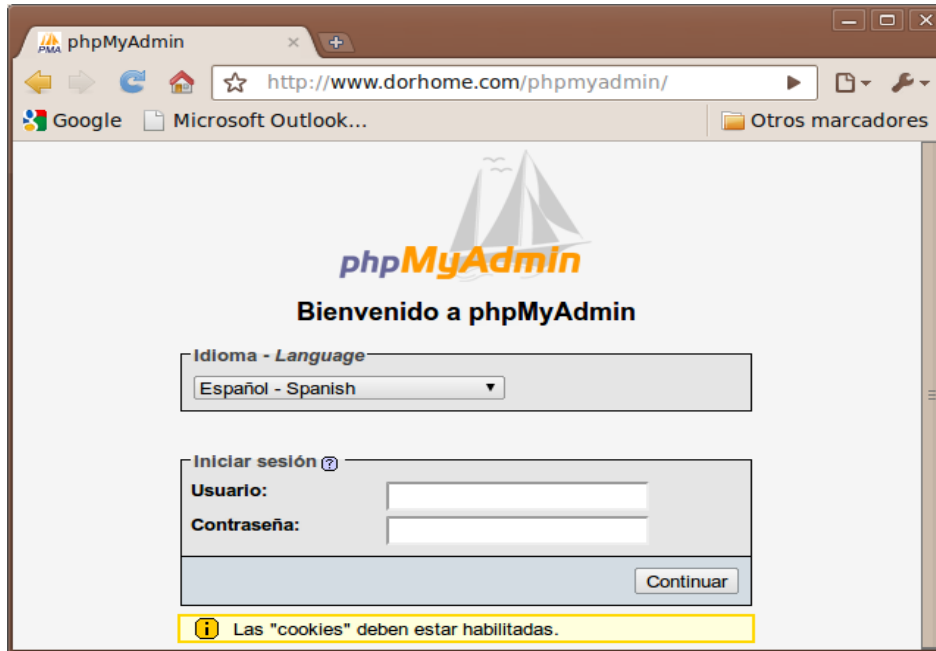 phpMyAdmin
http://www.dorhome.com/phpmyadmin/
Google Microsoft Outlook... Otros marcadores
phpMyAdmin
Bienvenido a phpMyAdmin
Idioma - Language
Español - Spanish
Iniciar sesión ?
Usuario:
Contraseña:
Continuar
i Las "cookies" deben estar habilitadas.